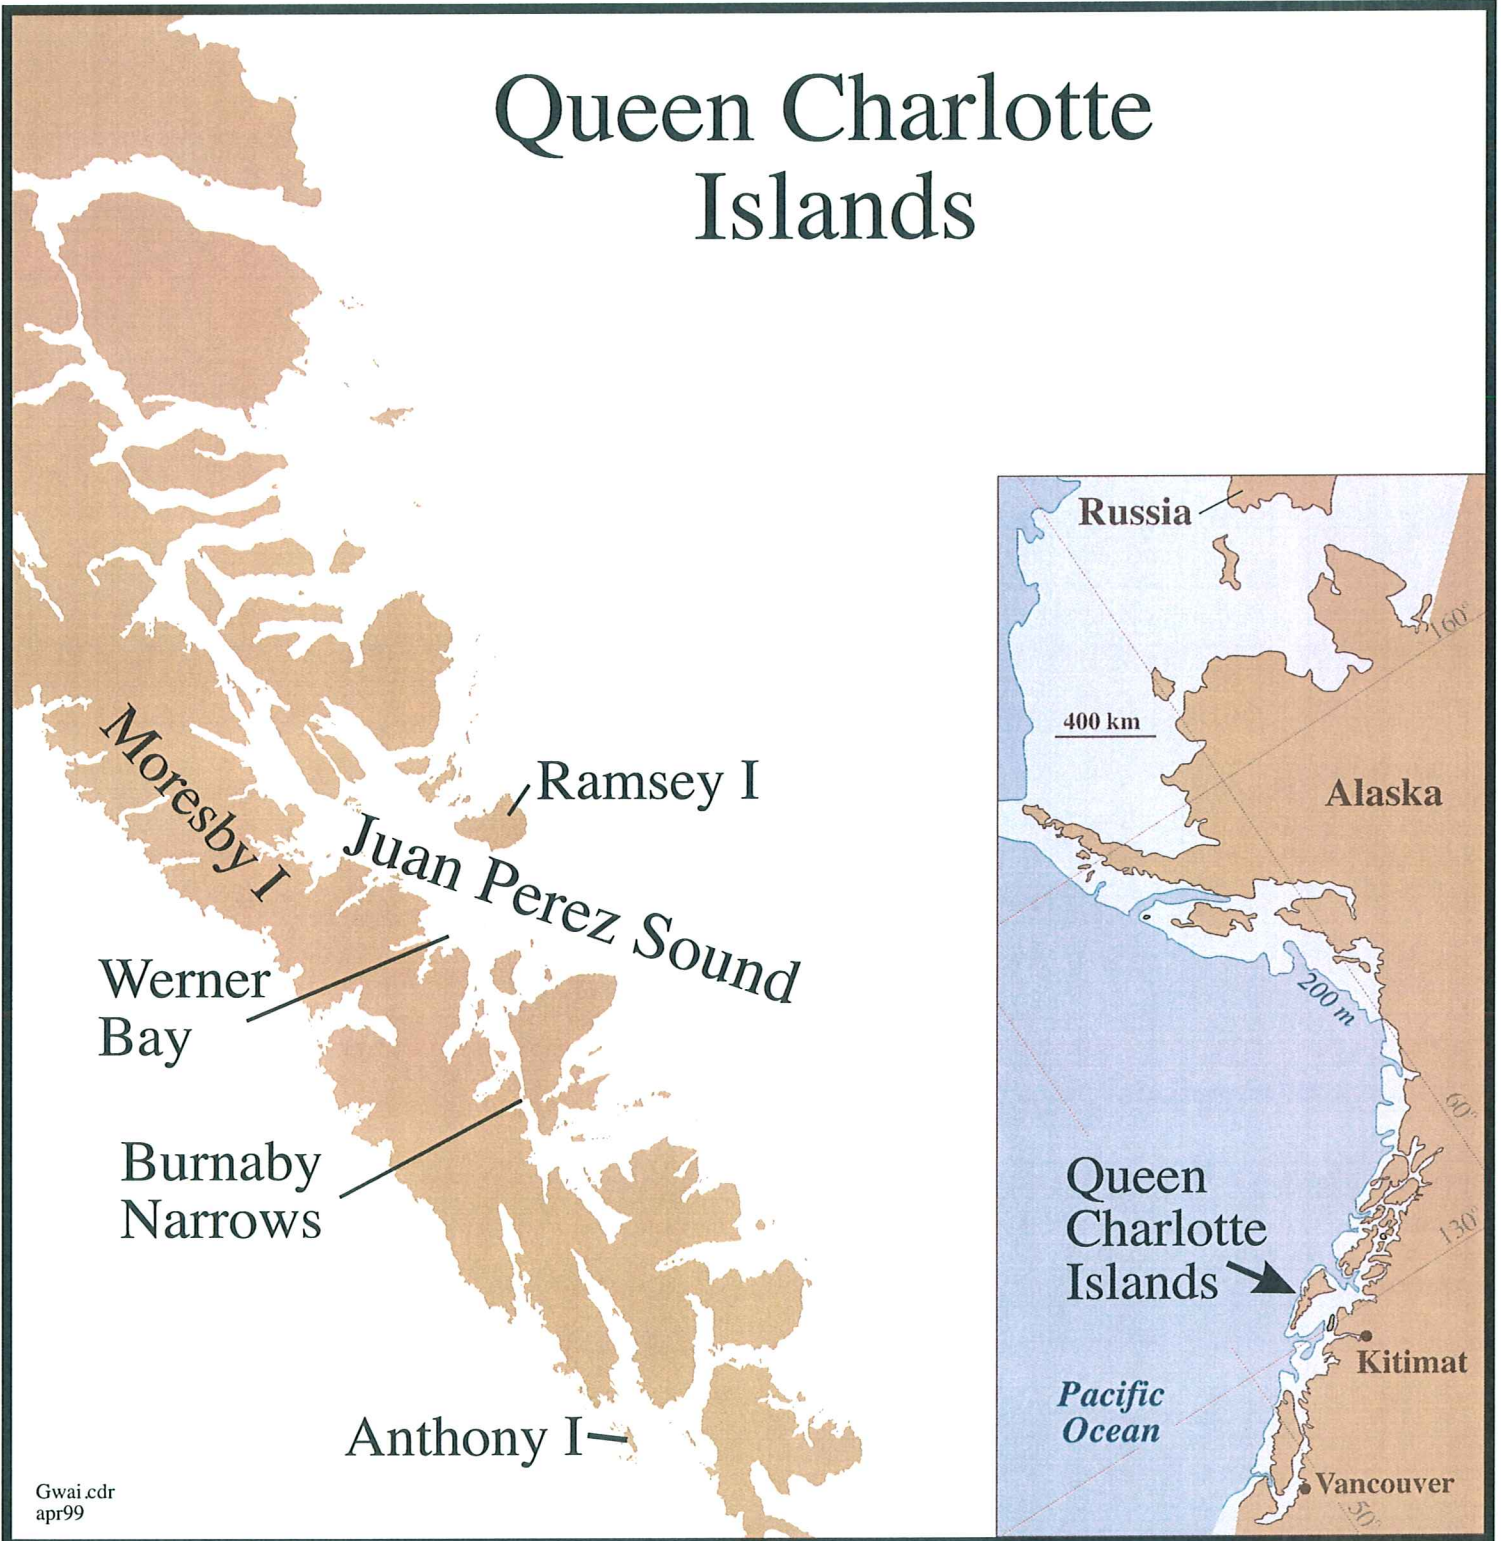 Queen Charlotte
Islands
Russia
160°
400 km
Moresby I
Ramsey I
Alaska
Juan Perez Sound
Werner
Bay
200 m
60°
Burnaby
Narrows
Queen
Charlotte
Islands
130°
Kitimat
Pacific
Ocean
Anthony I
Vancouver
50°
Gwai.cdr
apr99